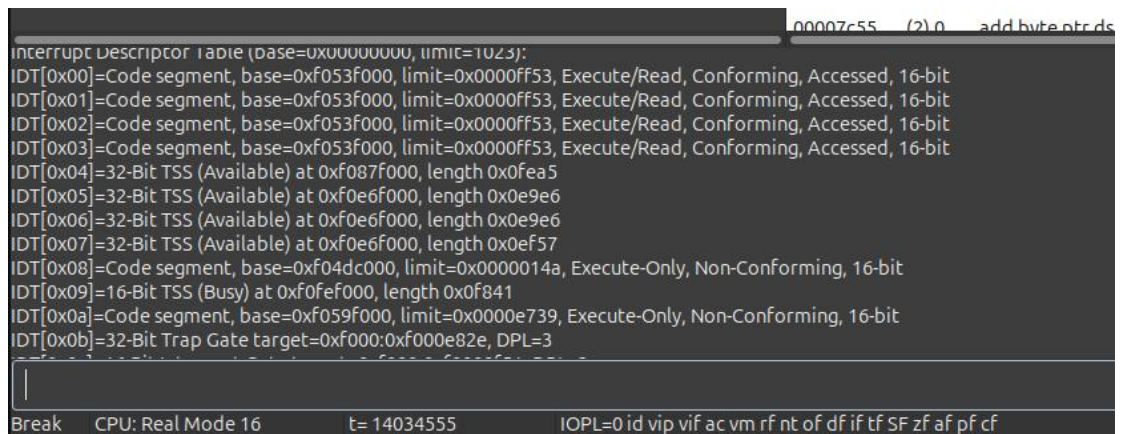 00007c55 (2) 0 add byte ptr ds
Interrupt Descriptor Table (base=0x00000000, limit=1023):
IDT[0x00]=Code segment, base=0xf053f000, limit=0x0000ff53, Execute/Read, Conforming, Accessed, 16-bit
IDT[0x01]=Code segment, base=0xf053f000, limit=0x0000ff53, Execute/Read, Conforming, Accessed, 16-bit
IDT[0x02]=Code segment, base=0xf053f000, limit=0x0000ff53, Execute/Read, Conforming, Accessed, 16-bit
IDT[0x03]=Code segment, base=0xf053f000, limit=0x0000ff53, Execute/Read, Conforming, Accessed, 16-bit
IDT[0x04]=32-Bit TSS (Available) at 0xf087f000, length 0x0fea5
IDT[0x05]=32-Bit TSS (Available) at 0xf0e6f000, length 0x0e9e6
IDT[0x06]=32-Bit TSS (Available) at 0xf0e6f000, length 0x0e9e6
IDT[0x07]=32-Bit TSS (Available) at 0xf0e6f000, length 0x0ef57
IDT[0x08]=Code segment, base=0xf04dc000, limit=0x0000014a, Execute-Only, Non-Conforming, 16-bit
IDT[0x09]=16-Bit TSS (Busy) at 0xf0fef000, length 0x0f841
IDT[0x0a]=Code segment, base=0xf059f000, limit=0x0000e739, Execute-Only, Non-Conforming, 16-bit
IDT[0x0b]=32-Bit Trap Gate target=0xf000:0xf000e82e, DPL=3
Break CPU: Real Mode 16 t= 14034555 IOPL=0 id vip vif ac vm rf nt of df if tf SF zf af pf cf